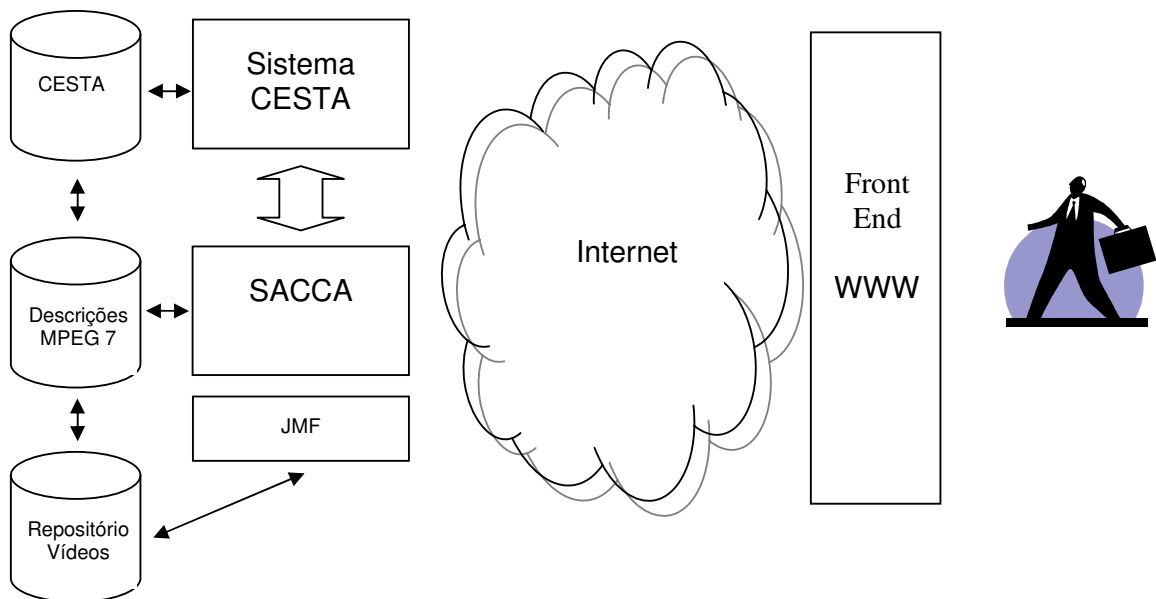 CESTA
Sistema
CESTA
Descrições
MPEG 7
SACCA
JMF
Repositório
Vídeos
Internet
Front
End
WWW